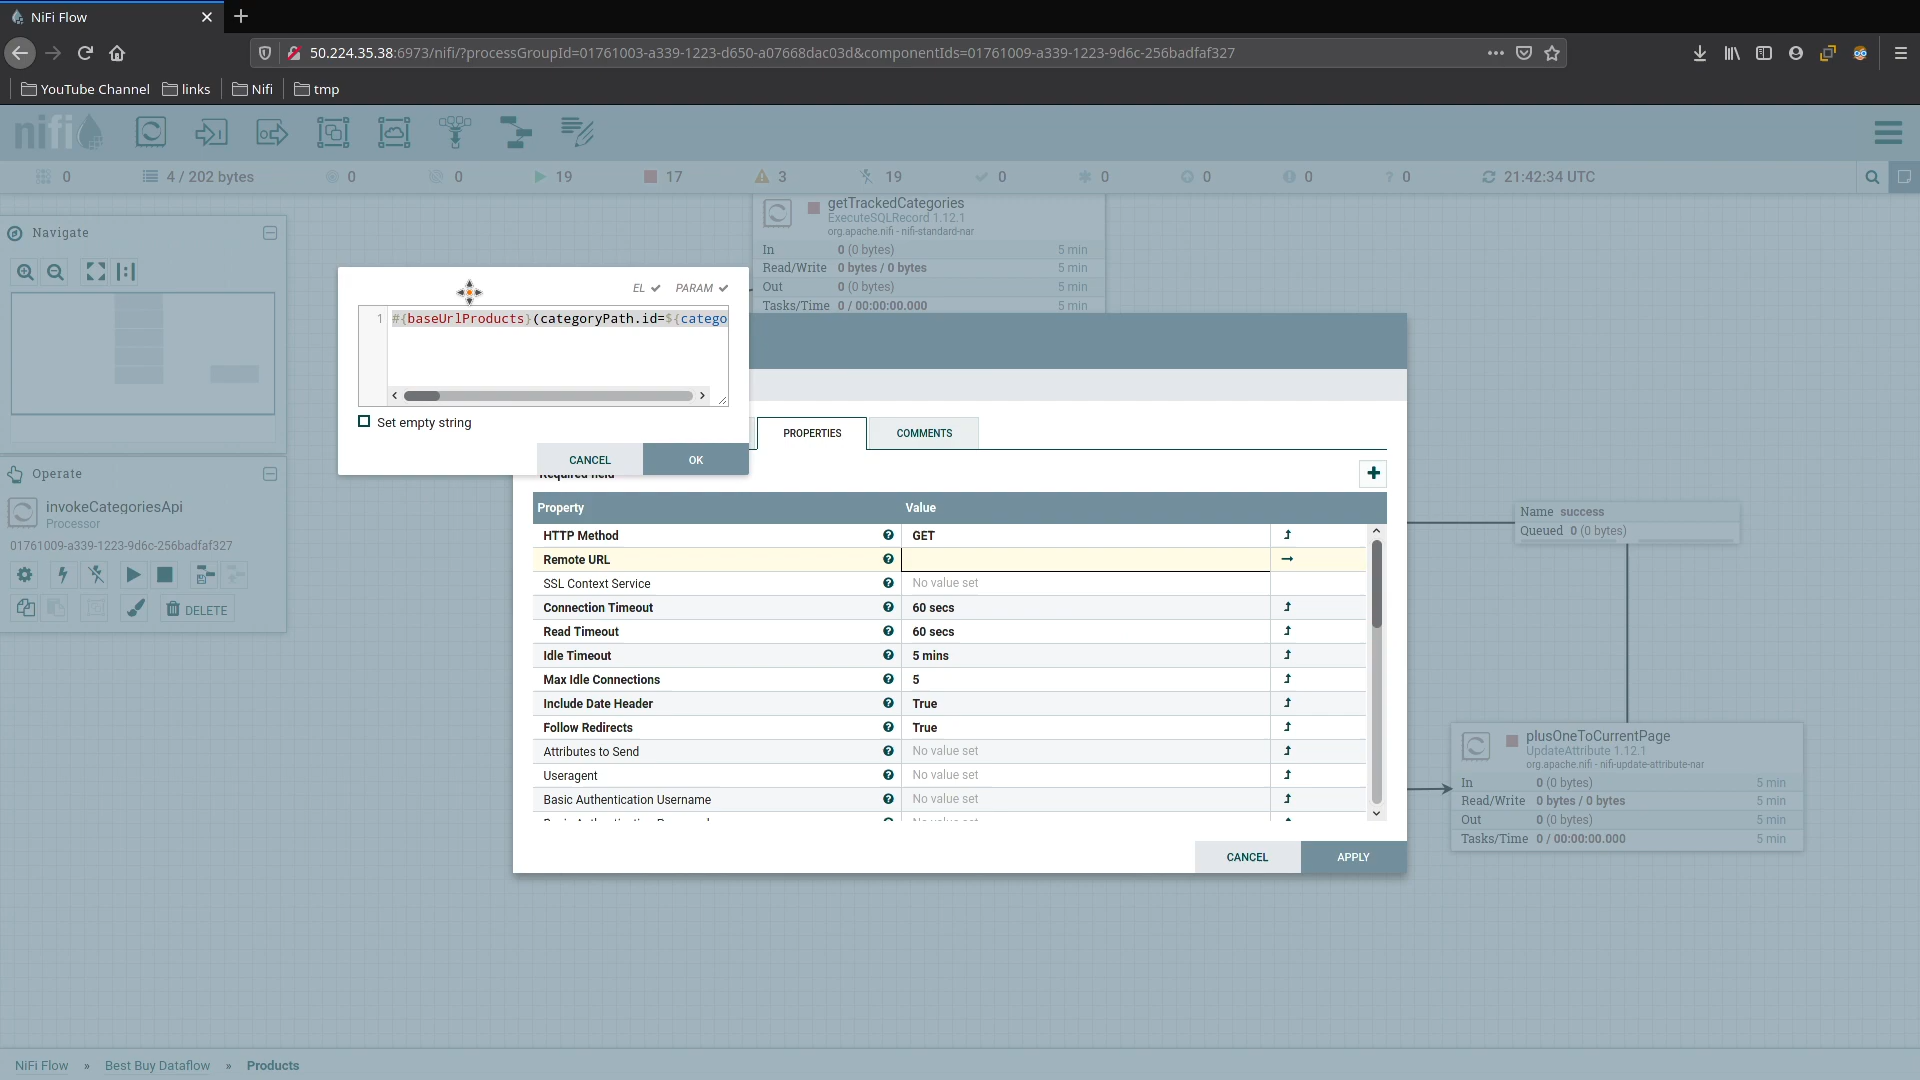 NiFi Flow
50.224.35.38:6973/nifi/?processGroupId=01761003-a339-1223-d650-a07668dac03d&componentIds=01761009-a339-1223-9d6c-256badfaf327
YouTube Channel links Nifi tmp
nifi
0 4 / 202 bytes 0 0 19 17 3 19 0 0 0 0 ? 0 21:42:34 UTC
getTrackedCategories
ExecuteSQLRecord 1.12.1
org.apache.nifi - nifi-standard-nar
In 0 (0 bytes) 5 min
Read/Write 0 bytes / 0 bytes 5 min
Out 0 (0 bytes) 5 min
Tasks/Time 0 / 00:00:00.000 5 min
Navigate
EL PARAM
1 #{baseUrlProducts}(categoryPath.id=${catego
Set empty string
CANCEL OK
Operate
invokeCategoriesApi
Processor
01761009-a339-1223-9d6c-256badfaf327
DELETE
PROPERTIES COMMENTS
Required field
Property Value
HTTP Method GET
Remote URL
SSL Context Service No value set
Connection Timeout 60 secs
Read Timeout 60 secs
Idle Timeout 5 mins
Max Idle Connections 5
Include Date Header True
Follow Redirects True
Attributes to Send No value set
Useragent No value set
Basic Authentication Username No value set
CANCEL APPLY
Name success
Queued 0 (0 bytes)
plusOneToCurrentPage
UpdateAttribute 1.12.1
org.apache.nifi - nifi-update-attribute-nar
In 0 (0 bytes) 5 min
Read/Write 0 bytes / 0 bytes 5 min
Out 0 (0 bytes) 5 min
Tasks/Time 0 / 00:00:00.000 5 min
NiFi Flow » Best Buy Dataflow » Products